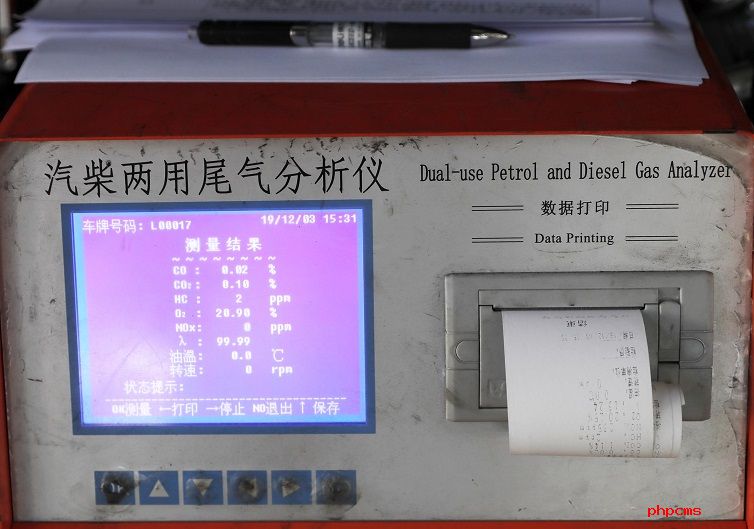 汽柴两用尾气分析仪
Dual-use Petrol and Diesel Gas Analyzer
数据打印
Data Printing
车牌号码: L00017 19/12/03 15:31
测量结果
~ ~ ~ ~ ~ ~ ~ ~
CO : 0.02 %
CO₂: 0.10 %
HC : 2 ppm
O₂ : 20.90 %
NOx: 0 ppm
λ : 99.99
油温: 0.0 ℃
转速: 0 rpm
状态提示:
OK测量 ←打印 →停止 NO退出 ↑ 保存
phpcms